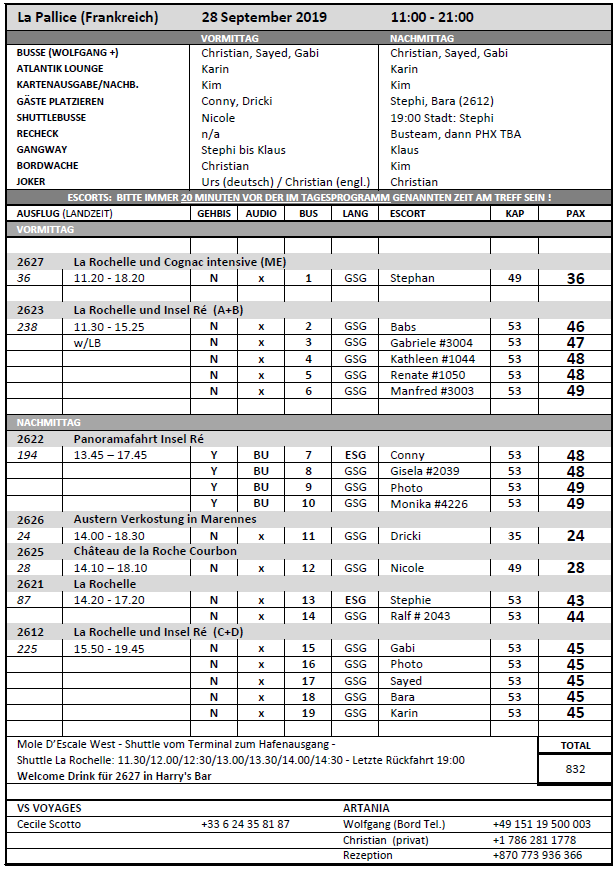 La Pallice (Frankreich) 28 September 2019 11:00 - 21:00
VORMITTAG NACHMITTAG
BUSSE (WOLFGANG +) Christian, Sayed, Gabi Christian, Sayed, Gabi
ATLANTIK LOUNGE Karin Karin
KARTENAUSGABE/NACHB. Kim Kim
GÄSTE PLATZIEREN Conny, Dricki Stephi, Bara (2612)
SHUTTLEBUSSE Nicole 19:00 Stadt: Stephi
RECHECK n/a Busteam, dann PHX TBA
GANGWAY Stephi bis Klaus Klaus
BORDWACHE Christian Kim
JOKER Urs (deutsch) / Christian (engl.) Christian
ESCORTS: BITTE IMMER 20 MINUTEN VOR DER IM TAGESPROGRAMM GENANNTEN ZEIT AM TREFF SEIN !
AUSFLUG (LANDZEIT) GEHBIS AUDIO BUS LANG ESCORT KAP PAX
VORMITTAG
2627 La Rochelle und Cognac intensive (ME)
36 11.20 - 18.20 N x 1 GSG Stephan 49 36
2623 La Rochelle und Insel Ré (A+B)
238 11.30 - 15.25 N x 2 GSG Babs 53 46
w/LB N x 3 GSG Gabriele #3004 53 47
N x 4 GSG Kathleen #1044 53 48
N x 5 GSG Renate #1050 53 48
N x 6 GSG Manfred #3003 53 49
NACHMITTAG
2622 Panoramafahrt Insel Ré
194 13.45 – 17.45 Y BU 7 ESG Conny 53 48
Y BU 8 GSG Gisela #2039 53 48
Y BU 9 GSG Photo 53 49
Y BU 10 GSG Monika #4226 53 49
2626 Austern Verkostung in Marennes
24 14.00 - 18.30 N x 11 GSG Dricki 35 24
2625 Château de la Roche Courbon
28 14.10 – 18.10 N x 12 GSG Nicole 49 28
2621 La Rochelle
87 14.20 - 17.20 N x 13 ESG Stephie 53 43
N x 14 GSG Ralf # 2043 53 44
2612 La Rochelle und Insel Ré (C+D)
225 15.50 - 19.45 N x 15 GSG Gabi 53 45
N x 16 GSG Photo 53 45
N x 17 GSG Sayed 53 45
N x 18 GSG Bara 53 45
N x 19 GSG Karin 53 45
Mole D'Escale West - Shuttle vom Terminal zum Hafenausgang - TOTAL
Shuttle La Rochelle: 11.30/12.00/12:30/13.00/13.30/14.00/14:30 - Letzte Rückfahrt 19:00 832
Welcome Drink für 2627 in Harry's Bar
VS VOYAGES ARTANIA
Cecile Scotto +33 6 24 35 81 87 Wolfgang (Bord Tel.) +49 151 19 500 003
Christian (privat) +1 786 281 1778
Rezeption +870 773 936 366